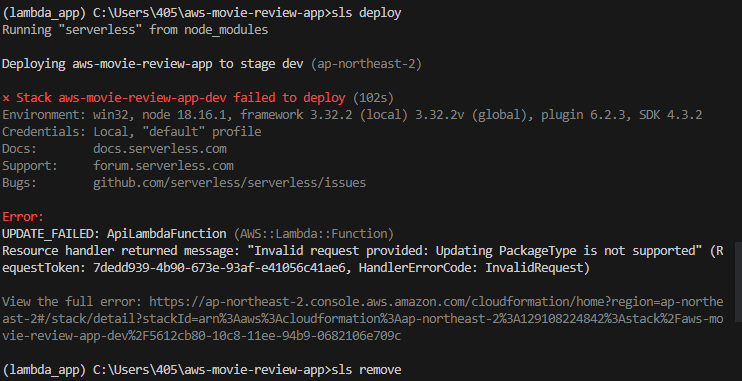 (lambda_app) C:\Users\405\aws-movie-review-app>sls deploy
Running "serverless" from node_modules
Deploying aws-movie-review-app to stage dev (ap-northeast-2)
× Stack aws-movie-review-app-dev failed to deploy (102s)
Environment: win32, node 18.16.1, framework 3.32.2 (local) 3.32.2v (global), plugin 6.2.3, SDK 4.3.2
Credentials: Local, "default" profile
Docs:        docs.serverless.com
Support:     forum.serverless.com
Bugs:        github.com/serverless/serverless/issues
Error:
UPDATE_FAILED: ApiLambdaFunction (AWS::Lambda::Function)
Resource handler returned message: "Invalid request provided: Updating PackageType is not supported" (R
equestToken: 7dedd939-4b90-673e-93af-e41056c41ae6, HandlerErrorCode: InvalidRequest)
View the full error: https://ap-northeast-2.console.aws.amazon.com/cloudformation/home?region=ap-northe
ast-2#/stack/detail?stackId=arn%3Aaws%3Acloudformation%3Aap-northeast-2%3A129108224842%3Astack%2Faws-mo
vie-review-app-dev%2F5612cb80-10c8-11ee-94b9-0682106e709c
(lambda_app) C:\Users\405\aws-movie-review-app>sls remove